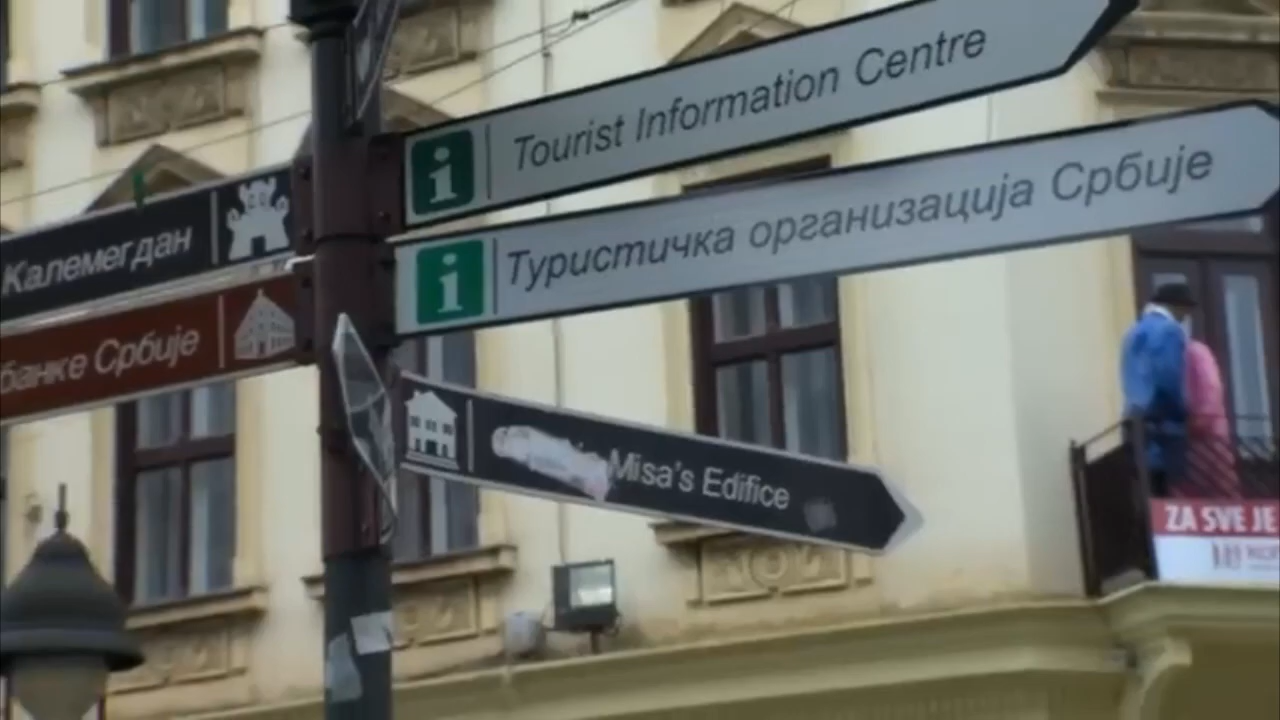 Tourist Information Centre
Туристичка организација Србије
Калемегдан
банке Србије
Misa's Edifice
ZA SVE JE